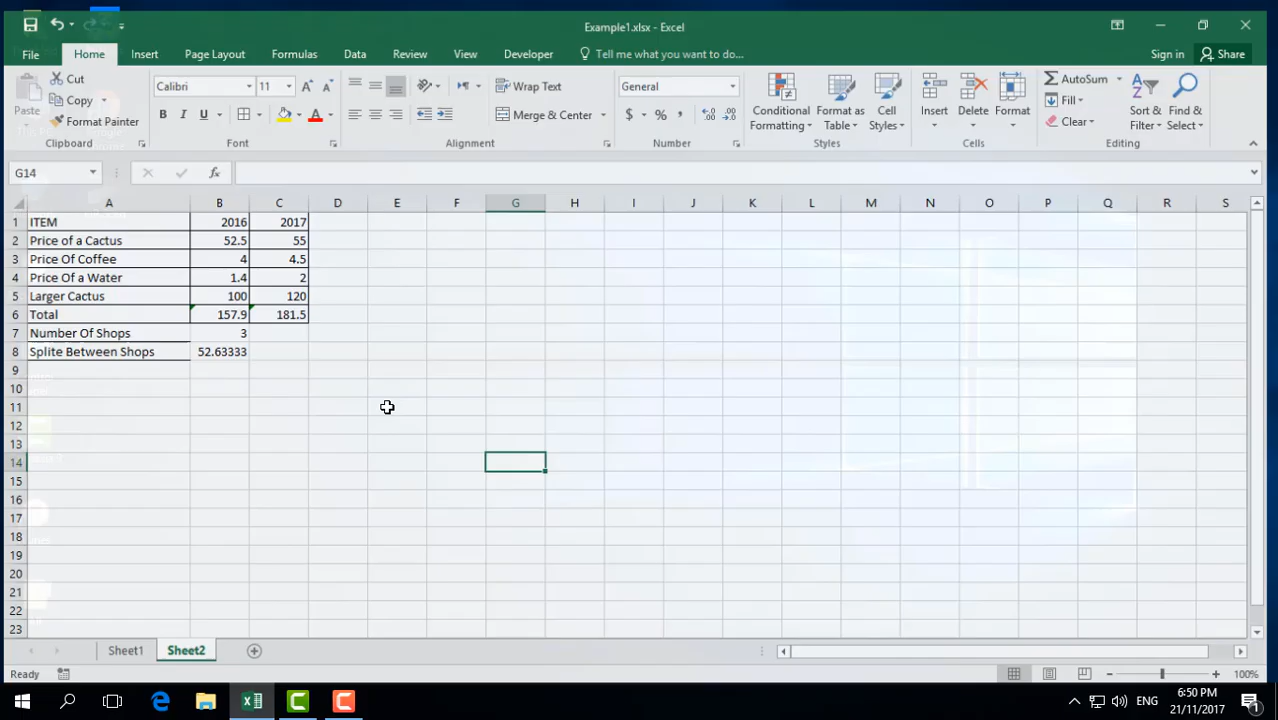 Example1.xlsx - Excel
File Home Insert Page Layout Formulas Data Review View Developer Tell me what you want to do... Sign in Share
Paste
Cut
Copy
Format Painter
Clipboard
Calibri 11
B I U
Font
Wrap Text
Merge & Center
Alignment
General
$ % ,
Number
Conditional Formatting
Format as Table
Cell Styles
Styles
Insert Delete Format
Cells
AutoSum
Fill
Clear
Sort & Filter
Find & Select
Editing
G14
fx
A B C D E F G H I J K L M N O P Q R S
1 ITEM 2016 2017
2 Price of a Cactus 52.5 55
3 Price Of Coffee 4 4.5
4 Price Of a Water 1.4 2
5 Larger Cactus 100 120
6 Total 157.9 181.5
7 Number Of Shops 3
8 Splite Between Shops 52.63333
9
10
11
12
13
14
15
16
17
18
19
20
21
22
23
Sheet1 Sheet2
Ready 100%
ENG 6:50 PM
21/11/2017
1